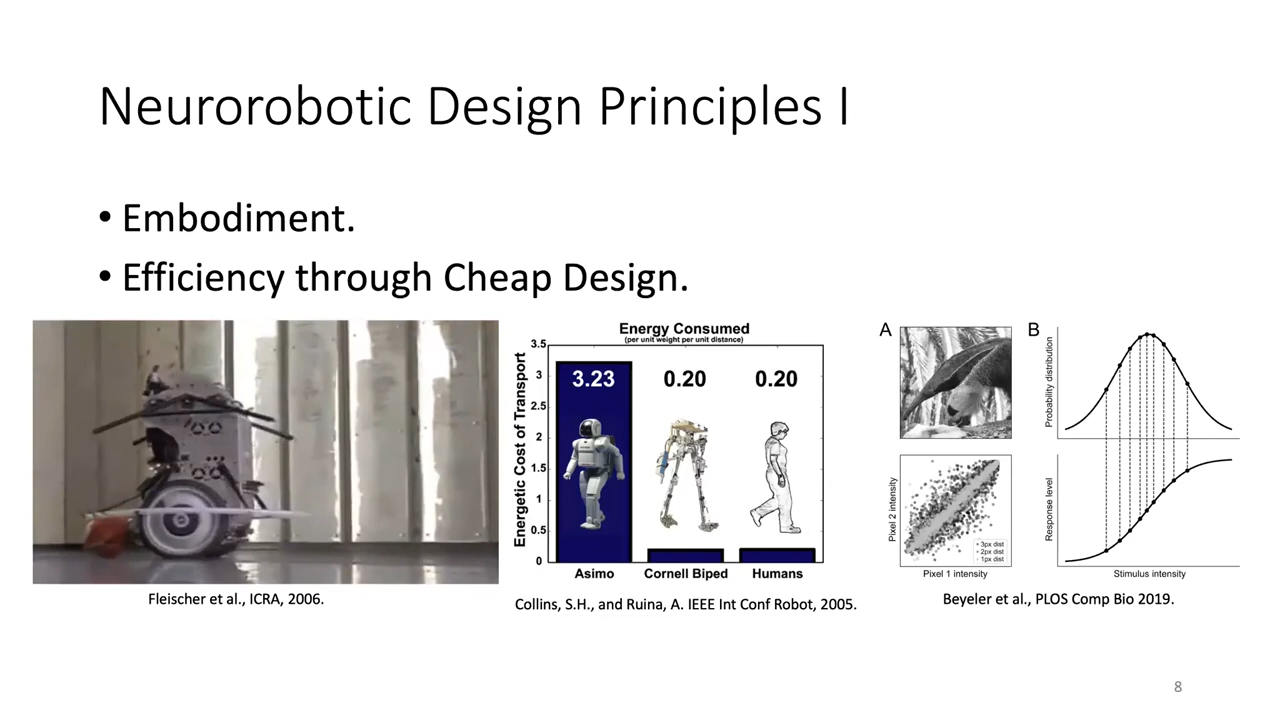 Neurorobotic Design Principles I
• Embodiment.
• Efficiency through Cheap Design.
Fleischer et al., ICRA, 2006.
Energy Consumed
(per unit weight per unit distance)
Energetic Cost of Transport
3.5
3
2.5
2
1.5
1
0.5
0
3.23
0.20
0.20
Asimo
Cornell Biped
Humans
Collins, S.H., and Ruina, A. IEEE Int Conf Robot, 2005.
A
Pixel 2 intensity
3px dist
2px dist
1px dist
Pixel 1 intensity
B
Probability distribution
Response level
Stimulus intensity
Beyeler et al., PLOS Comp Bio 2019.
8